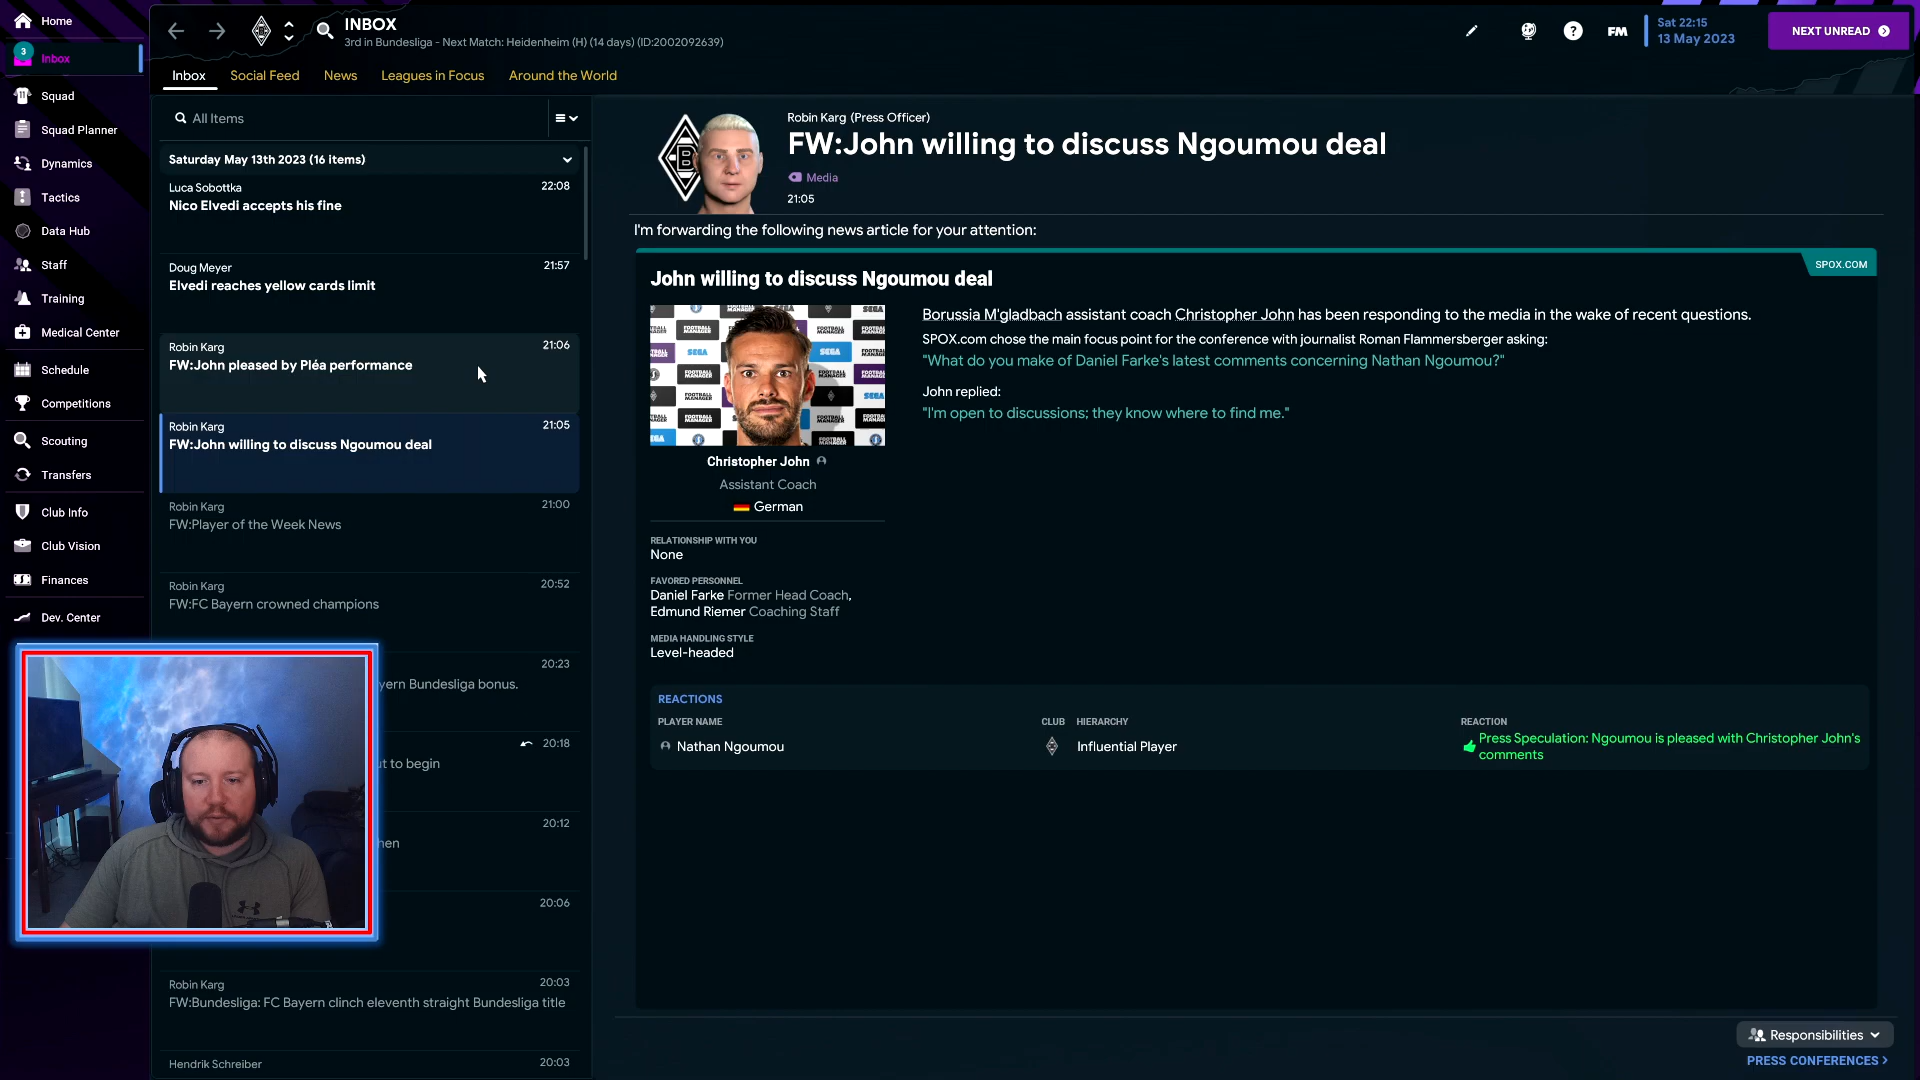 Home
3
Inbox
Squad
Squad Planner
Dynamics
Tactics
Data Hub
Staff
Training
Medical Center
Schedule
Competitions
Scouting
Transfers
Club Info
Club Vision
Finances
Dev. Center
INBOX
3rd in Bundesliga - Next Match: Heidenheim (H) (14 days) (ID:2002092639)
FM
Sat 22:15
13 May 2023
NEXT UNREAD
Inbox Social Feed News Leagues in Focus Around the World
All Items
Saturday May 13th 2023 (16 items)
Luca Sobottka 22:08
Nico Elvedi accepts his fine
Doug Meyer 21:57
Elvedi reaches yellow cards limit
Robin Karg 21:06
FW:John pleased by Pléa performance
Robin Karg 21:05
FW:John willing to discuss Ngoumou deal
Robin Karg 21:00
FW:Player of the Week News
Robin Karg 20:52
FW:FC Bayern crowned champions
20:23
yern Bundesliga bonus.
20:18
ut to begin
20:12
hen
20:06
Robin Karg 20:03
FW:Bundesliga: FC Bayern clinch eleventh straight Bundesliga title
Hendrik Schreiber 20:03
Robin Karg (Press Officer)
FW:John willing to discuss Ngoumou deal
Media
21:05
I'm forwarding the following news article for your attention:
SPOX.COM
John willing to discuss Ngoumou deal
Borussia M'gladbach assistant coach Christopher John has been responding to the media in the wake of recent questions.
SPOX.com chose the main focus point for the conference with journalist Roman Flammersberger asking:
"What do you make of Daniel Farke's latest comments concerning Nathan Ngoumou?"
John replied:
"I'm open to discussions; they know where to find me."
Christopher John
Assistant Coach
German
RELATIONSHIP WITH YOU
None
FAVORED PERSONNEL
Daniel Farke Former Head Coach,
Edmund Riemer Coaching Staff
MEDIA HANDLING STYLE
Level-headed
REACTIONS
PLAYER NAME CLUB HIERARCHY REACTION
Nathan Ngoumou Influential Player Press Speculation: Ngoumou is pleased with Christopher John's
comments
Responsibilities
PRESS CONFERENCES >